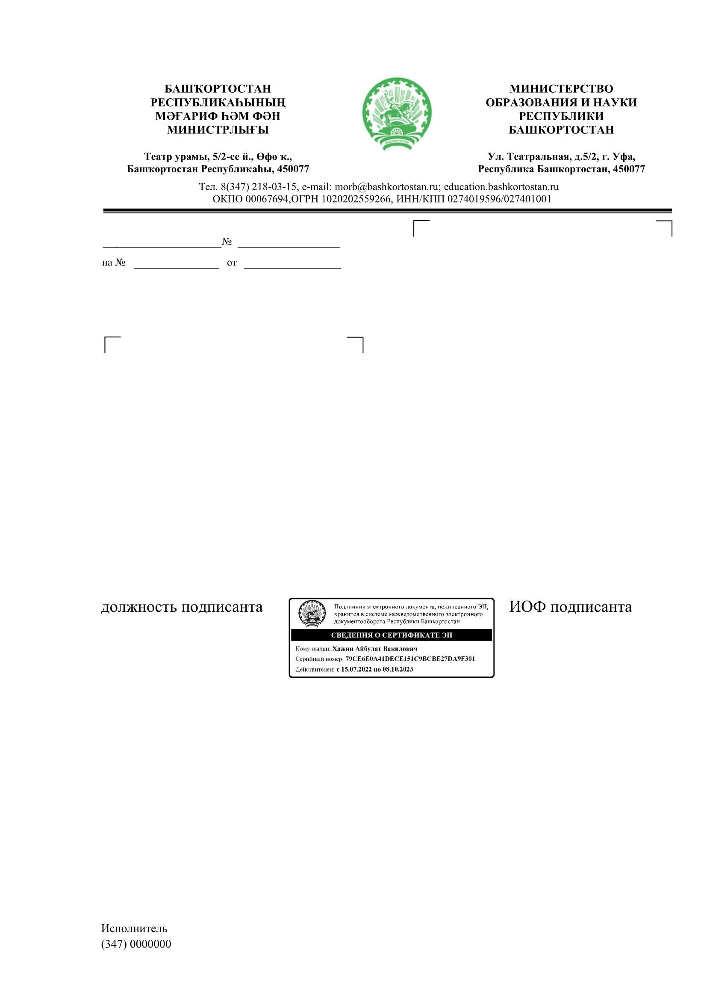 БАШҠОРТОСТАН
РЕСПУБЛИКАҺЫНЫҢ
МӘҒАРИФ ҺӘМ ФӘН
МИНИСТРЛЫҒЫ
Театр урамы, 5/2-се й., Өфө ҡ.,
Башҡортостан Республикаһы, 450077
БАШҠОРТОСТАН
МИНИСТЕРСТВО
ОБРАЗОВАНИЯ И НАУКИ
РЕСПУБЛИКИ
БАШКОРТОСТАН
Ул. Театральная, д.5/2, г. Уфа,
Республика Башкортостан, 450077
Тел. 8(347) 218-03-15, e-mail: morb@bashkortostan.ru; education.bashkortostan.ru
ОКПО 00067694,ОГРН 1020202559266, ИНН/КПП 0274019596/027401001
№
на № от
должность подписанта
Подлинник электронного документа, подписанного ЭП,
хранится в системе межведомственного электронного
документооборота Республики Башкортостан
СВЕДЕНИЯ О СЕРТИФИКАТЕ ЭП
Кому выдан: Хажин Айбулат Вакилович
Серийный номер: 79CE6E0A41DECE151C9BCBE27DA9F301
Действителен: с 15.07.2022 по 08.10.2023
ИОФ подписанта
Исполнитель
(347) 0000000